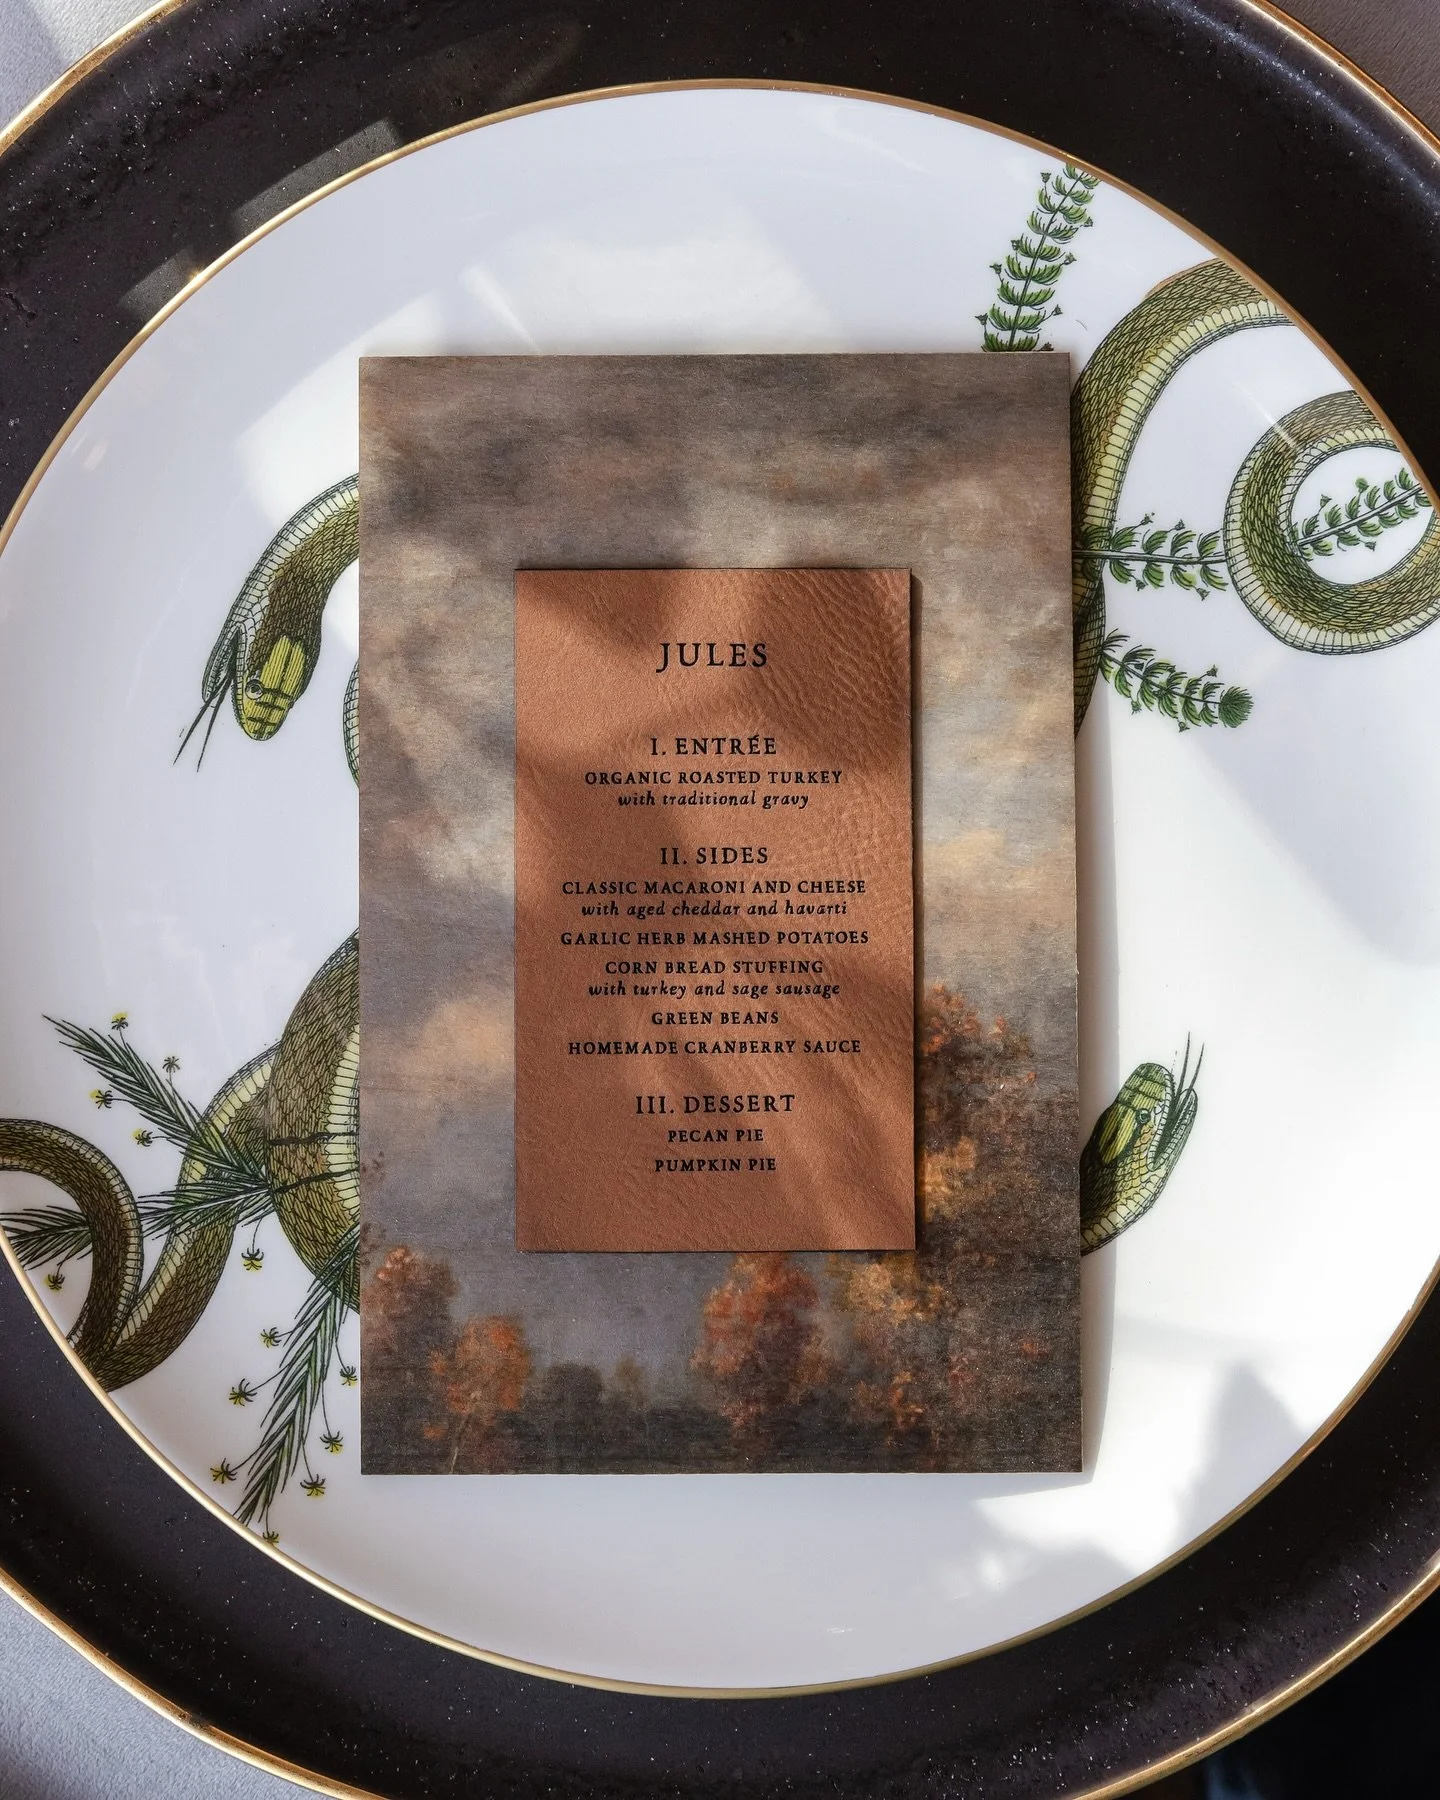 JULES
I. ENTRÉE
ORGANIC ROASTED TURKEY
with traditional gravy
II. SIDES
CLASSIC MACARONI AND CHEESE
with aged cheddar and havarti
GARLIC HERB MASHED POTATOES
CORN BREAD STUFFING
with turkey and sage sausage
GREEN BEANS
HOMEMADE CRANBERRY SAUCE
III. DESSERT
PECAN PIE
PUMPKIN PIE